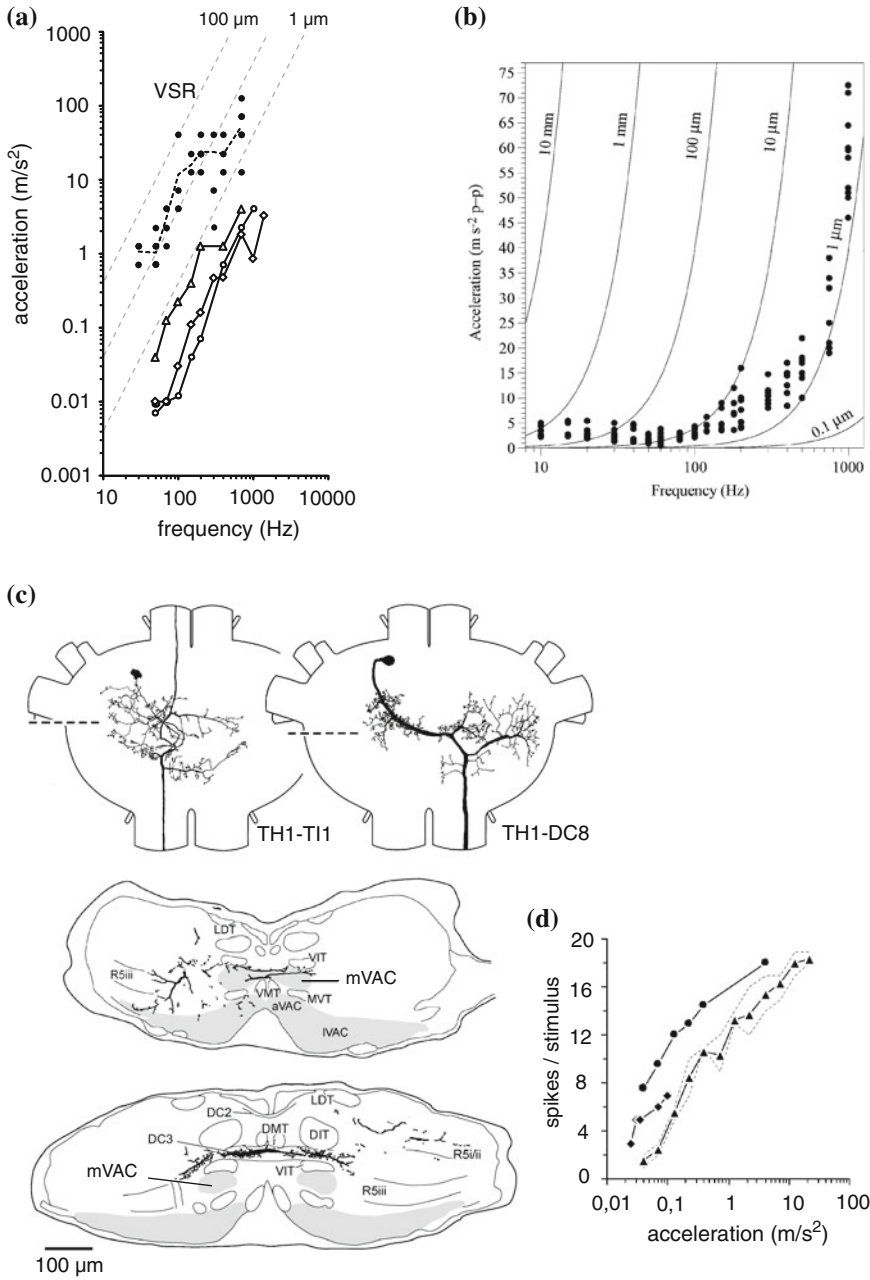 (a)
100 µm
1 µm
1000
100
10
1
0.1
0.01
0.001
VSR
acceleration (m/s²)
10
100
1000
10000
frequency (Hz)
(b)
75
70
65
60
55
50
45
40
35
30
25
20
15
10
5
0
Acceleration (m s⁻² p–p)
10 mm
1 mm
100 µm
10 µm
1 µm
0.1 µm
10
100
1000
Frequency (Hz)
(c)
TH1-TI1
TH1-DC8
LDT
VIT
R5iii
mVAC
VMT
MVT
aVAC
lVAC
LDT
DC2
DMT
DIT
DC3
R5i/ii
VIT
mVAC
R5iii
100 µm
(d)
20
16
12
8
4
0
spikes / stimulus
0,01
0,1
1
10
100
acceleration (m/s²)